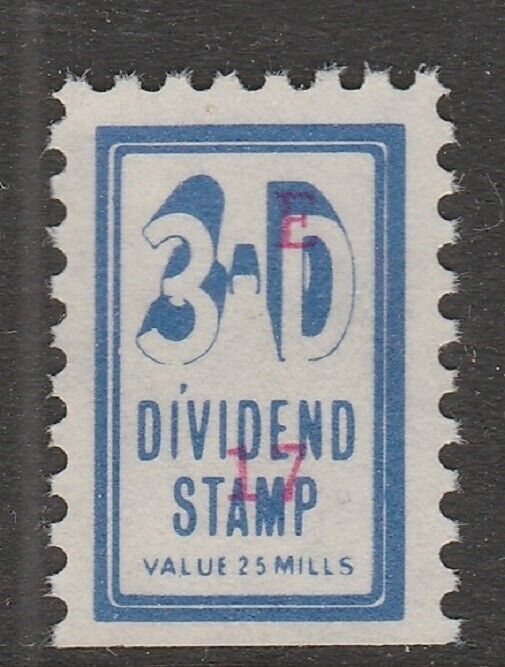 3-D
E
DIVIDEND
17
STAMP
VALUE 25 MILLS